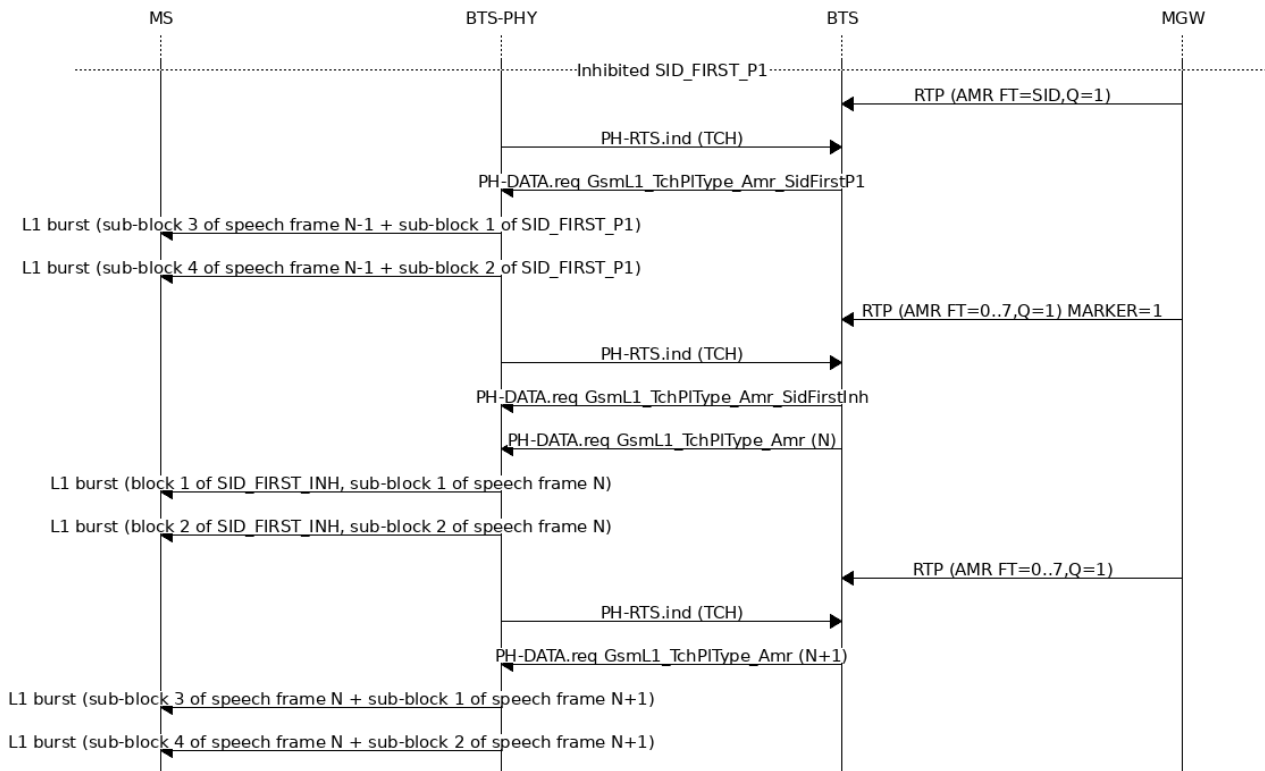 MS BTS-PHY BTS MGW
Inhibited SID_FIRST_P1
RTP (AMR FT=SID,Q=1)
PH-RTS.ind (TCH)
PH-DATA.req GsmL1_TchPlType_Amr_SidFirstP1
L1 burst (sub-block 3 of speech frame N-1 + sub-block 1 of SID_FIRST_P1)
L1 burst (sub-block 4 of speech frame N-1 + sub-block 2 of SID_FIRST_P1)
RTP (AMR FT=0..7,Q=1) MARKER=1
PH-RTS.ind (TCH)
PH-DATA.req GsmL1_TchPlType_Amr_SidFirstInh
PH-DATA.req GsmL1_TchPlType_Amr (N)
L1 burst (block 1 of SID_FIRST_INH, sub-block 1 of speech frame N)
L1 burst (block 2 of SID_FIRST_INH, sub-block 2 of speech frame N)
RTP (AMR FT=0..7,Q=1)
PH-RTS.ind (TCH)
PH-DATA.req GsmL1_TchPlType_Amr (N+1)
L1 burst (sub-block 3 of speech frame N + sub-block 1 of speech frame N+1)
L1 burst (sub-block 4 of speech frame N + sub-block 2 of speech frame N+1)